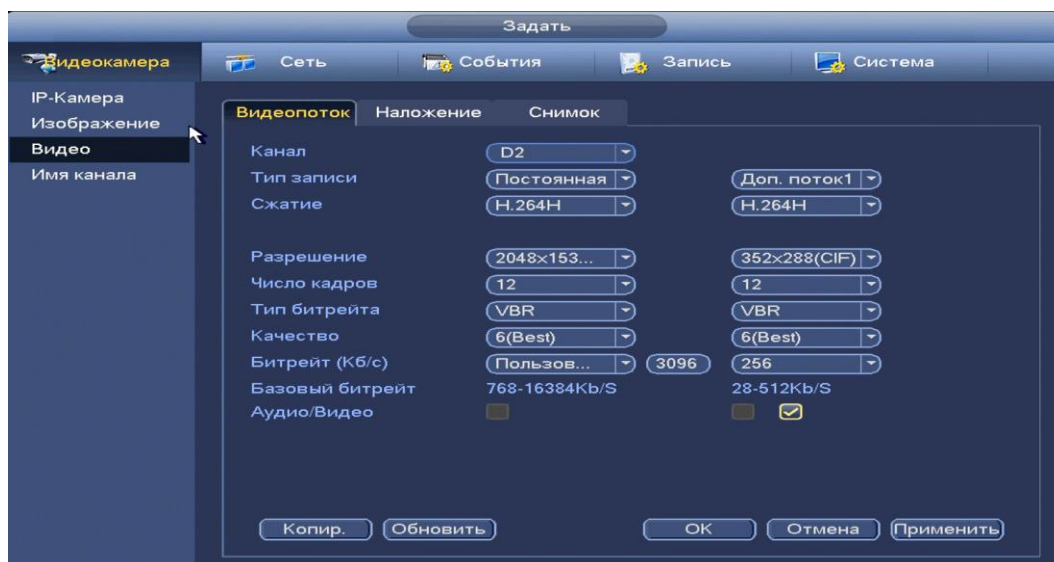 Задать
Видеокамера Сеть События Запись Система
IP-Камера
Изображение
Видео
Имя канала
Видеопоток Наложение Снимок
Канал D2
Тип записи Постоянная Доп. поток1
Сжатие H.264H H.264H
Разрешение 2048x153... 352x288(CIF)
Число кадров 12 12
Тип битрейта VBR VBR
Качество 6(Best) 6(Best)
Битрейт (Кб/с) Пользов... 3096 256
Базовый битрейт 768-16384Kb/S 28-512Kb/S
Аудио/Видео
Копир. Обновить OK Отмена Применить